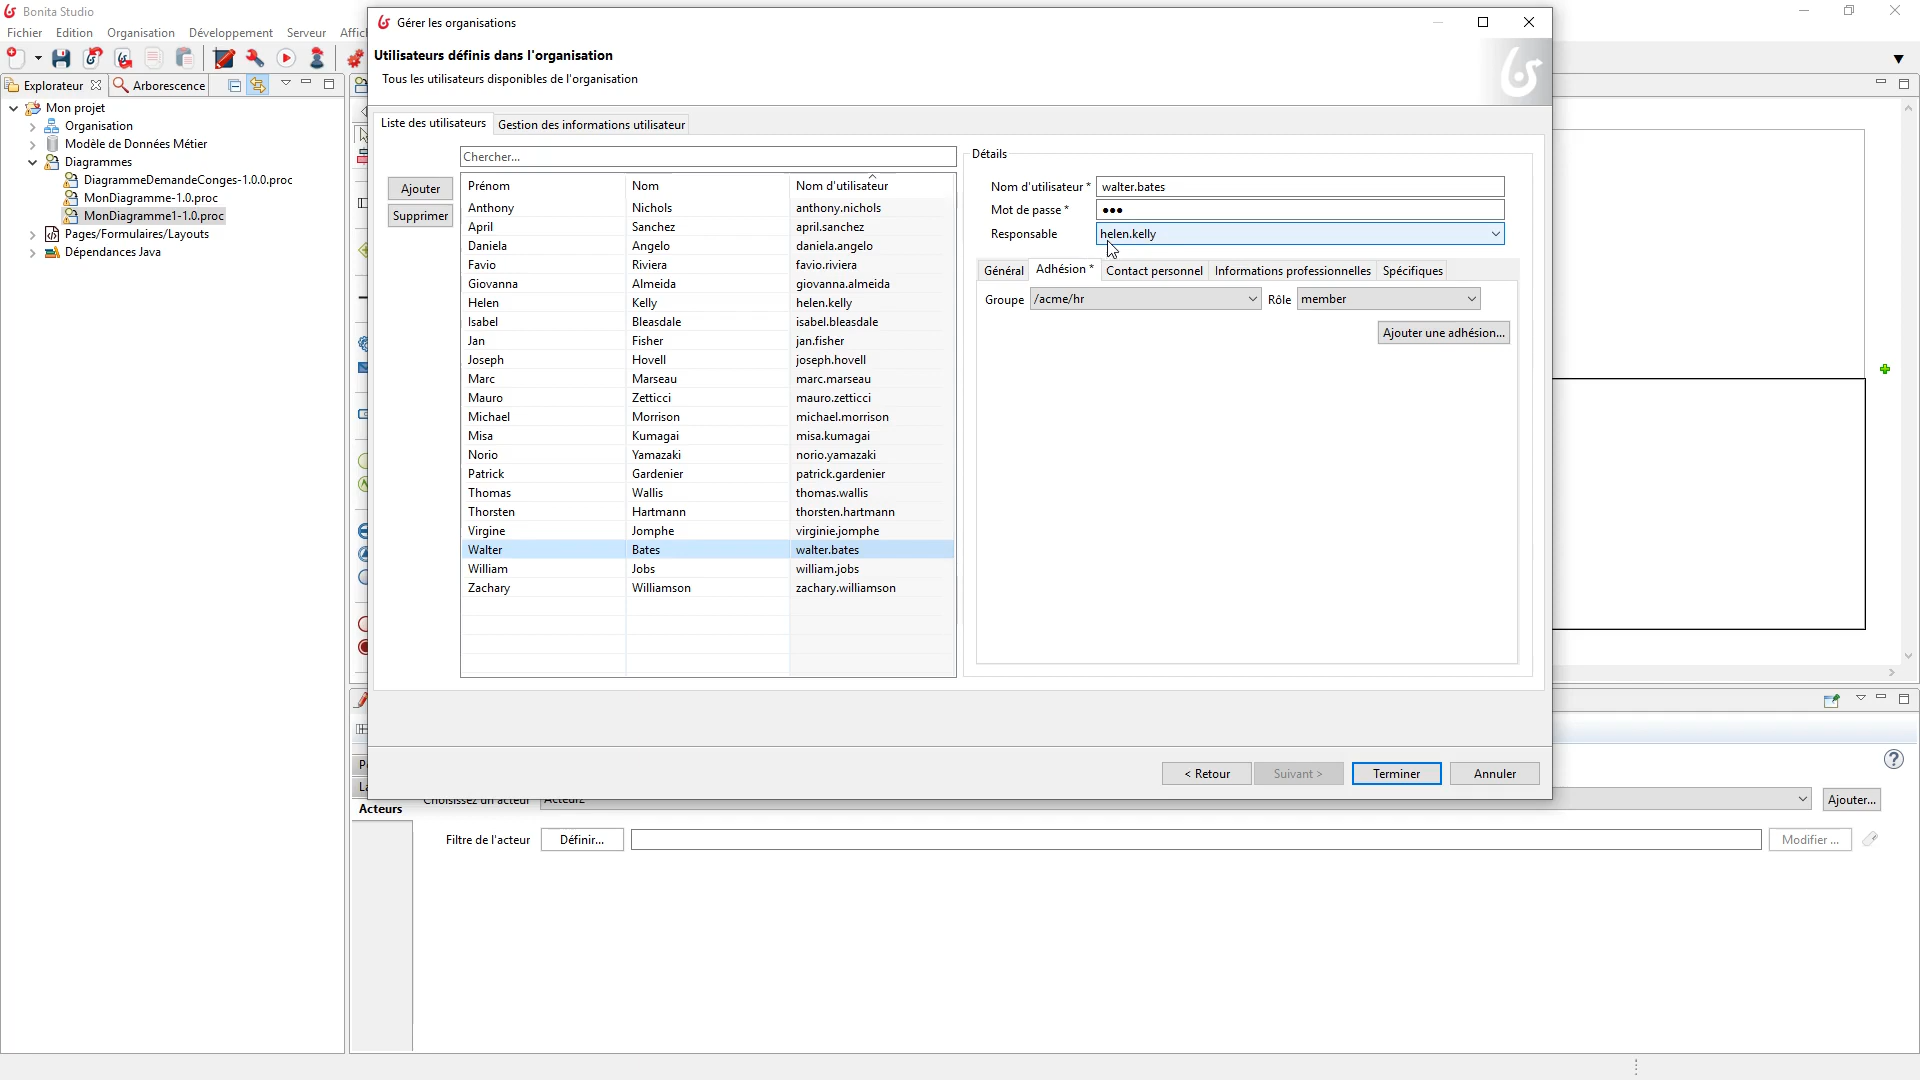 Bonita Studio
Fichier Edition Organisation Développement Serveur Affic
Explorateur Arborescence
Mon projet
Organisation
Modèle de Données Métier
Diagrammes
DiagrammeDemandeConges-1.0.0.proc
MonDiagramme-1.0.proc
MonDiagramme1-1.0.proc
Pages/Formulaires/Layouts
Dépendances Java
Gérer les organisations
Utilisateurs définis dans l'organisation
Tous les utilisateurs disponibles de l'organisation
Liste des utilisateurs Gestion des informations utilisateur
Chercher...
Ajouter
Supprimer
Prénom Nom Nom d'utilisateur
Anthony Nichols anthony.nichols
April Sanchez april.sanchez
Daniela Angelo daniela.angelo
Favio Riviera favio.riviera
Giovanna Almeida giovanna.almeida
Helen Kelly helen.kelly
Isabel Bleasdale isabel.bleasdale
Jan Fisher jan.fisher
Joseph Hovell joseph.hovell
Marc Marseau marc.marseau
Mauro Zetticci mauro.zetticci
Michael Morrison michael.morrison
Misa Kumagai misa.kumagai
Norio Yamazaki norio.yamazaki
Patrick Gardenier patrick.gardenier
Thomas Wallis thomas.wallis
Thorsten Hartmann thorsten.hartmann
Virgine Jomphe virginie.jomphe
Walter Bates walter.bates
William Jobs william.jobs
Zachary Williamson zachary.williamson
Détails
Nom d'utilisateur * walter.bates
Mot de passe * •••
Responsable helen.kelly
Général Adhésion * Contact personnel Informations professionnelles Spécifiques
Groupe /acme/hr Rôle member
Ajouter une adhésion...
< Retour Suivant > Terminer Annuler
Acteurs
Choisissez un acteur Acteur2 Ajouter...
Filtre de l'acteur Définir... Modifier ...